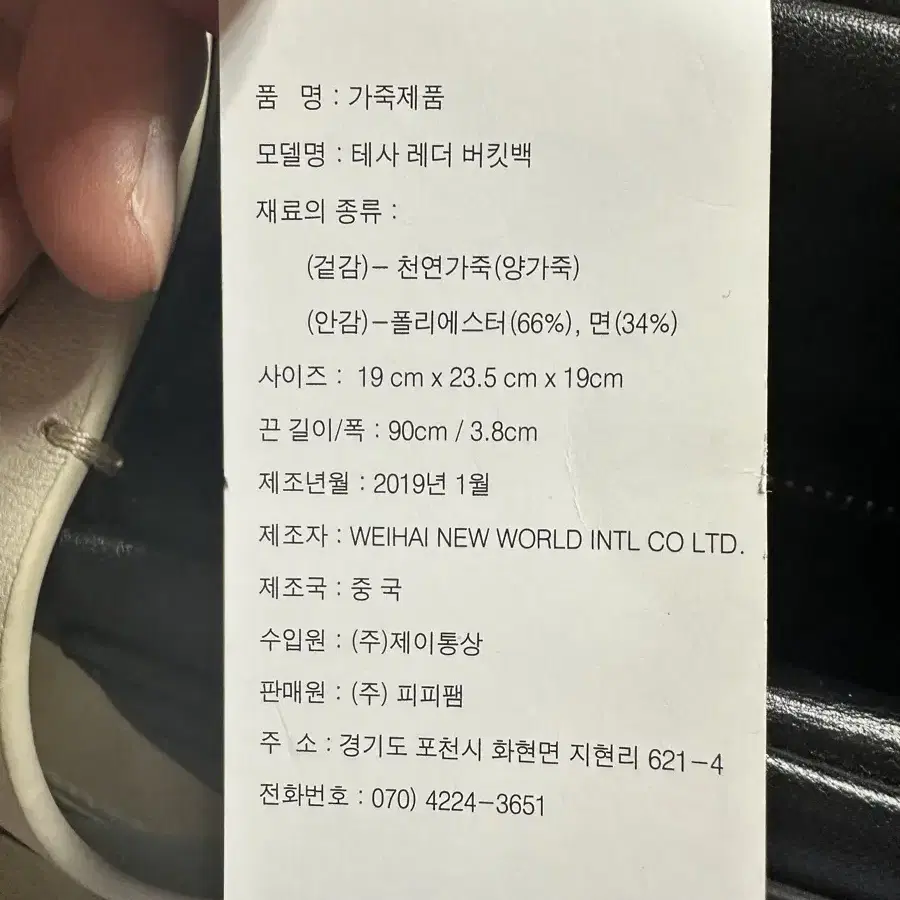 품 명 : 가죽제품
모델명 : 테사 레더 버킷백
재료의 종류 :
(겉감)- 천연가죽(양가죽)
(안감)-폴리에스터(66%), 면(34%)
사이즈 : 19 cm x 23.5 cm x 19cm
끈 길이/폭 : 90cm / 3.8cm
제조년월 : 2019년 1월
제조자 : WEIHAI NEW WORLD INTL CO LTD.
제조국 : 중 국
수입원 : (주)제이통상
판매원 : (주) 피피팸
주 소 : 경기도 포천시 화현면 지현리 621-4
전화번호 : 070) 4224-3651